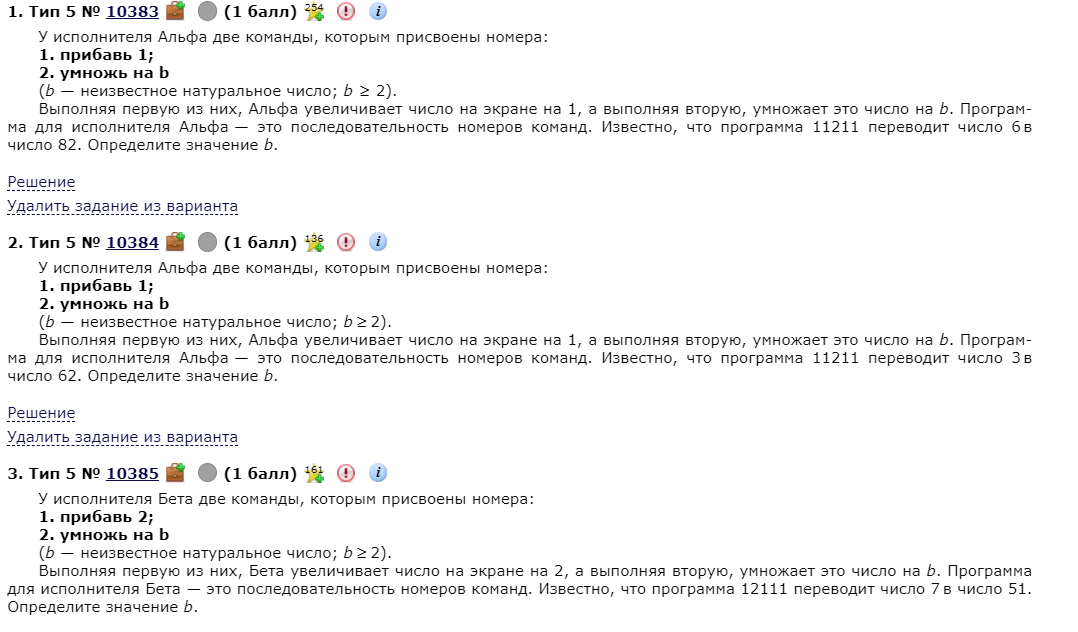 1. Тип 5 № 10383 (1 балл) 254
У исполнителя Альфа две команды, которым присвоены номера:
1. прибавь 1;
2. умножь на b
(b — неизвестное натуральное число; b ≥ 2).
Выполняя первую из них, Альфа увеличивает число на экране на 1, а выполняя вторую, умножает это число на b. Програм-
ма для исполнителя Альфа — это последовательность номеров команд. Известно, что программа 11211 переводит число 6 в
число 82. Определите значение b.
Решение
Удалить задание из варианта
2. Тип 5 № 10384 (1 балл) 136
У исполнителя Альфа две команды, которым присвоены номера:
1. прибавь 1;
2. умножь на b
(b — неизвестное натуральное число; b ≥ 2).
Выполняя первую из них, Альфа увеличивает число на экране на 1, а выполняя вторую, умножает это число на b. Програм-
ма для исполнителя Альфа — это последовательность номеров команд. Известно, что программа 11211 переводит число 3 в
число 62. Определите значение b.
Решение
Удалить задание из варианта
3. Тип 5 № 10385 (1 балл) 161
У исполнителя Бета две команды, которым присвоены номера:
1. прибавь 2;
2. умножь на b
(b — неизвестное натуральное число; b ≥ 2).
Выполняя первую из них, Бета увеличивает число на экране на 2, а выполняя вторую, умножает это число на b. Программа
для исполнителя Бета — это последовательность номеров команд. Известно, что программа 12111 переводит число 7 в число 51.
Определите значение b.